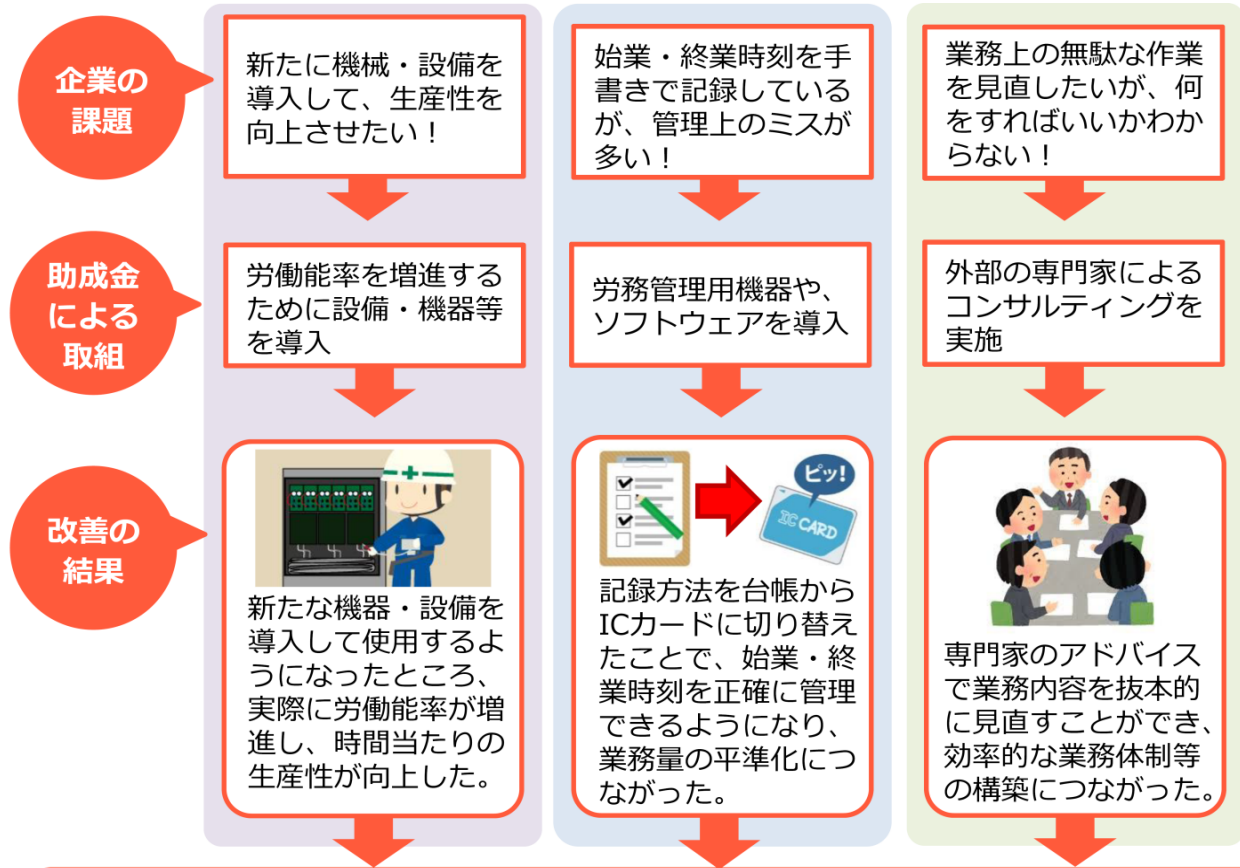 企業の
課題
新たに機械・設備を
導入して、生産性を
向上させたい！
始業・終業時刻を手
書きで記録している
が、管理上のミスが
多い！
業務上の無駄な作業
を見直したいが、何
をすればいいかわか
らない！
助成金
による
取組
労働能率を増進する
ために設備・機器等
を導入
労務管理用機器や、
ソフトウェアを導入
外部の専門家による
コンサルティングを
実施
改善の
結果
新たな機器・設備を
導入して使用するよ
うになったところ、
実際に労働能率が増
進し、時間当たりの
生産性が向上した。
ピッ！
IC CARD
記録方法を台帳から
ICカードに切り替え
たことで、始業・終
業時刻を正確に管理
できるようになり、
業務量の平準化につ
ながった。
専門家のアドバイス
で業務内容を抜本的
に見直すことができ、
効率的な業務体制等
の構築につながった。